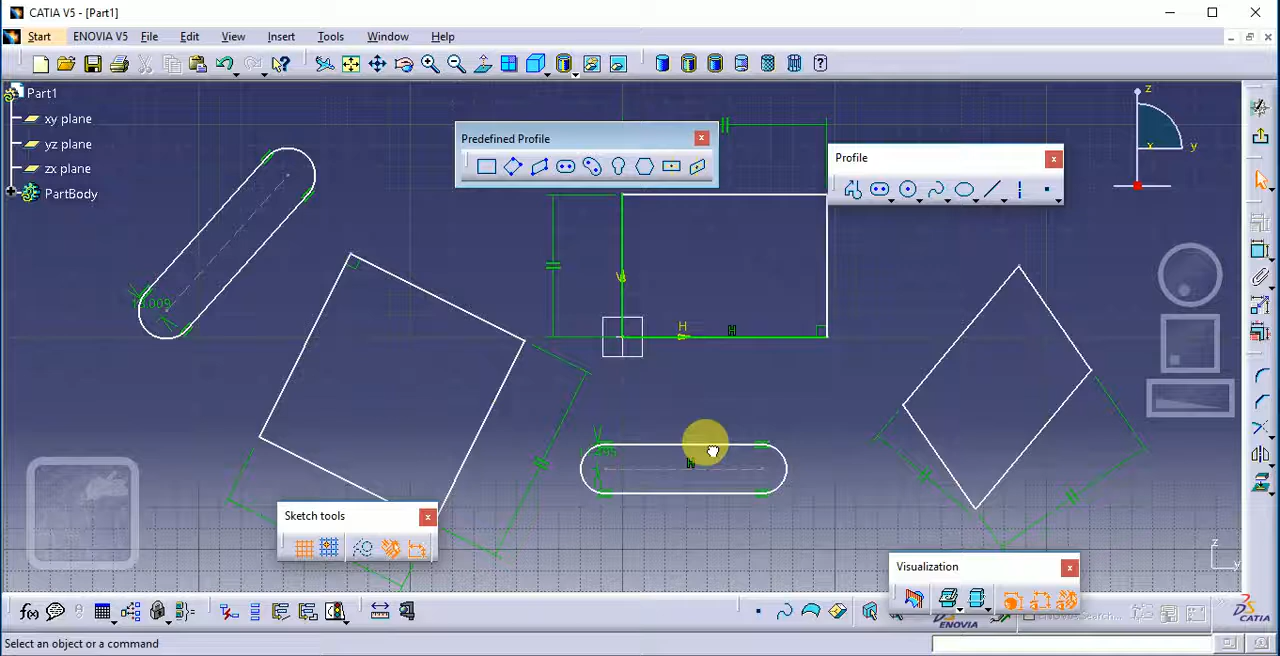 CATIA V5 - [Part1]
Start ENOVIA V5 File Edit View Insert Tools Window Help
Part1
xy plane
yz plane
zx plane
PartBody
Predefined Profile
Profile
z
x
y
H
V
H
H
Sketch tools
Visualization
f(x)
z
y
ENOVIA
Search...
CATIA
Select an object or a command